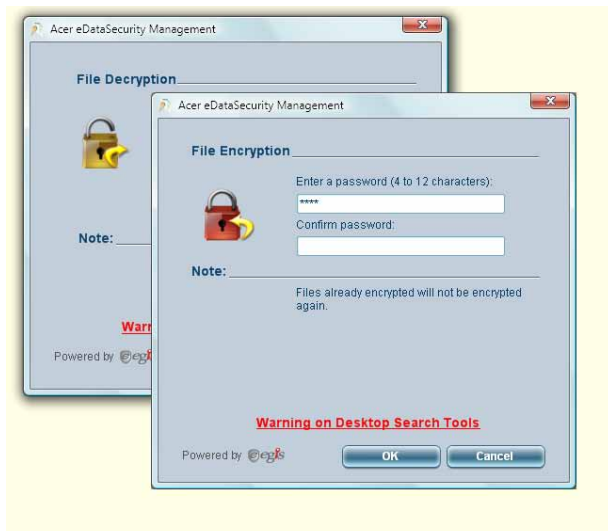 Acer eDataSecurity Management
File Decryption
Note:
Warr
Powered by egi
Acer eDataSecurity Management
File Encryption
Enter a password (4 to 12 characters):
****
Confirm password:
Note:
Files already encrypted will not be encrypted
again.
Warning on Desktop Search Tools
Powered by egis
OK
Cancel